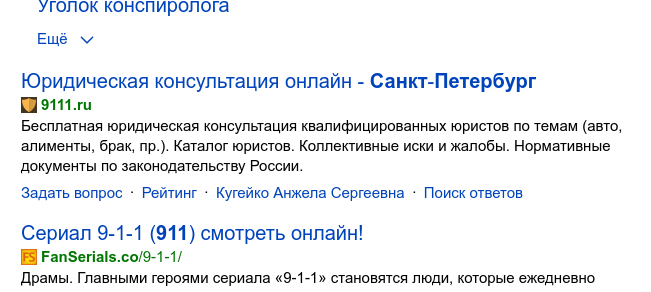 Уголок конспиролога
Ещё
Юридическая консультация онлайн - Санкт-Петербург
9111.ru
Бесплатная юридическая консультация квалифицированных юристов по темам (авто,
алименты, брак, пр.). Каталог юристов. Коллективные иски и жалобы. Нормативные
документы по законодательству России.
Задать вопрос · Рейтинг · Кугейко Анжела Сергеевна · Поиск ответов
Сериал 9-1-1 (911) смотреть онлайн!
FS FanSerials.co/9-1-1/
Драмы. Главными героями сериала «9-1-1» становятся люди, которые ежедневно